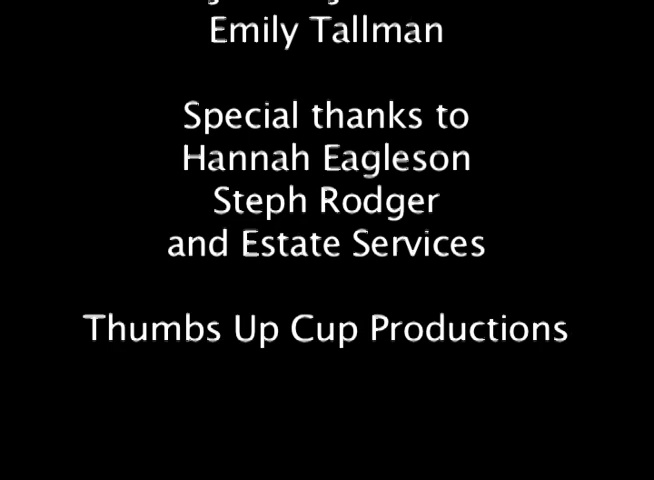 Emily Tallman
Special thanks to
Hannah Eagleson
Steph Rodger
and Estate Services
Thumbs Up Cup Productions